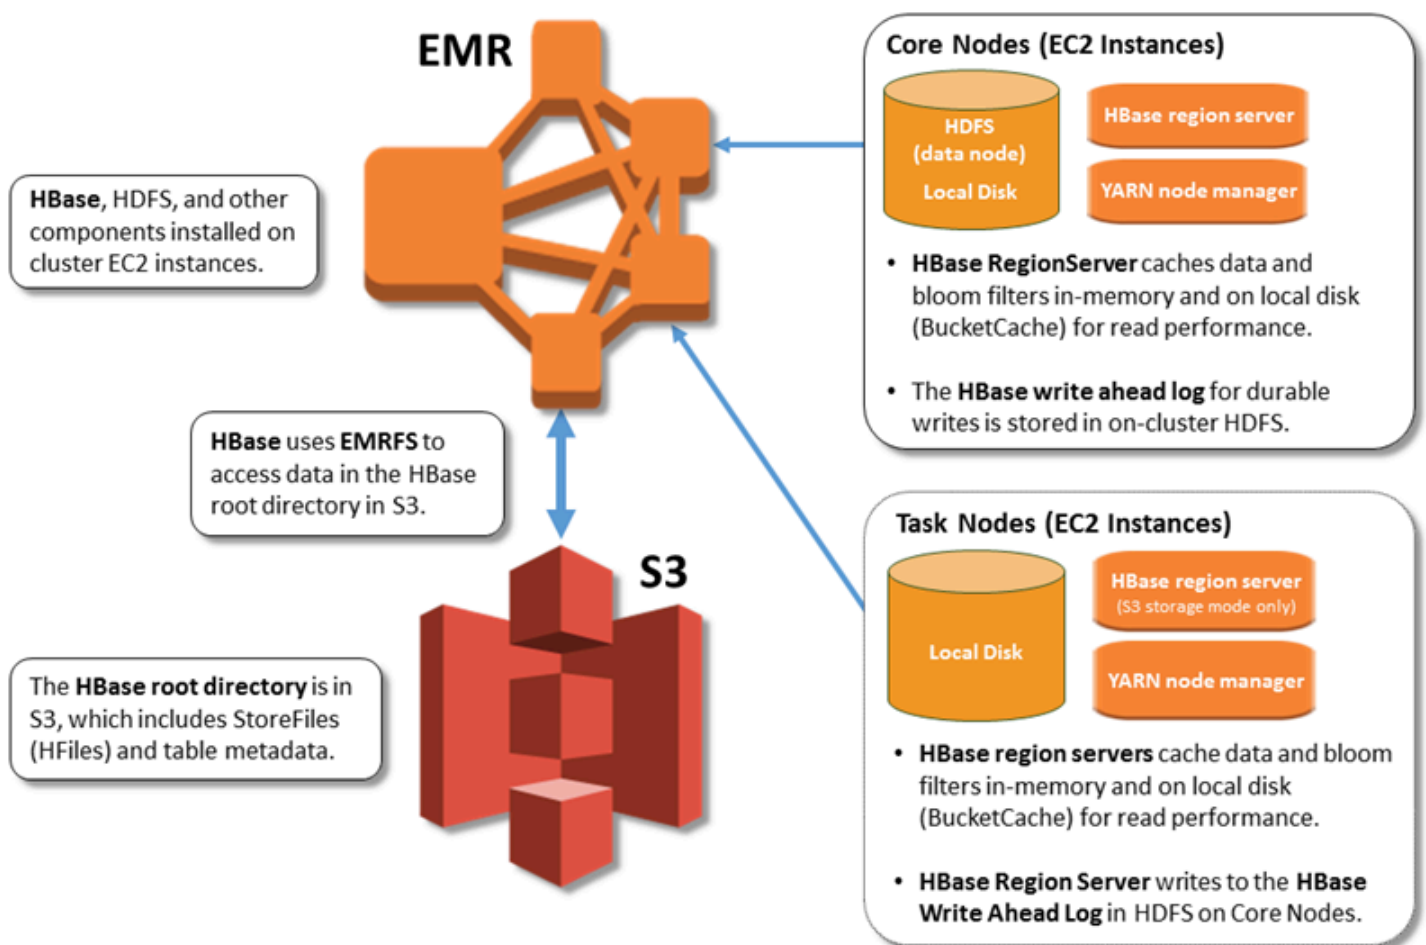 EMR
HBase, HDFS, and other
components installed on
cluster EC2 instances.
HBase uses EMRFS to
access data in the HBase
root directory in S3.
S3
The HBase root directory is in
S3, which includes StoreFiles
(HFiles) and table metadata.
Core Nodes (EC2 Instances)
HDFS
(data node)
Local Disk
HBase region server
YARN node manager
• HBase RegionServer caches data and
bloom filters in-memory and on local disk
(BucketCache) for read performance.
• The HBase write ahead log for durable
writes is stored in on-cluster HDFS.
Task Nodes (EC2 Instances)
Local Disk
HBase region server
(S3 storage mode only)
YARN node manager
• HBase region servers cache data and bloom
filters in-memory and on local disk
(BucketCache) for read performance.
• HBase Region Server writes to the HBase
Write Ahead Log in HDFS on Core Nodes.